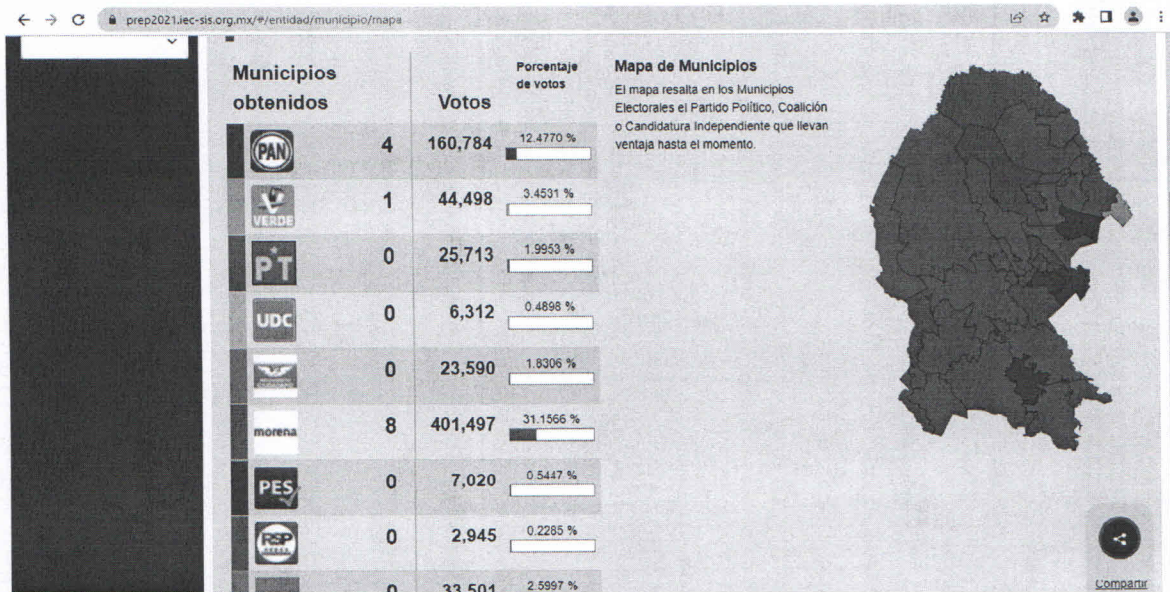 prep2021.iec-sis.org.mx/#/entidad/municipio/mapa
Municipios
obtenidos
Votos
Porcentaje
de votos
PAN 4 160,784 12.4770 %
VERDE 1 44,498 3.4531 %
PT 0 25,713 1.9953 %
UDC 0 6,312 0.4898 %
0 23,590 1.8306 %
morena 8 401,497 31.1566 %
PES 0 7,020 0.5447 %
RSP 0 2,945 0.2285 %
0 33,501 2.5997 %
Mapa de Municipios
El mapa resalta en los Municipios
Electorales el Partido Político, Coalición
o Candidatura Independiente que llevan
ventaja hasta el momento.
Compartir